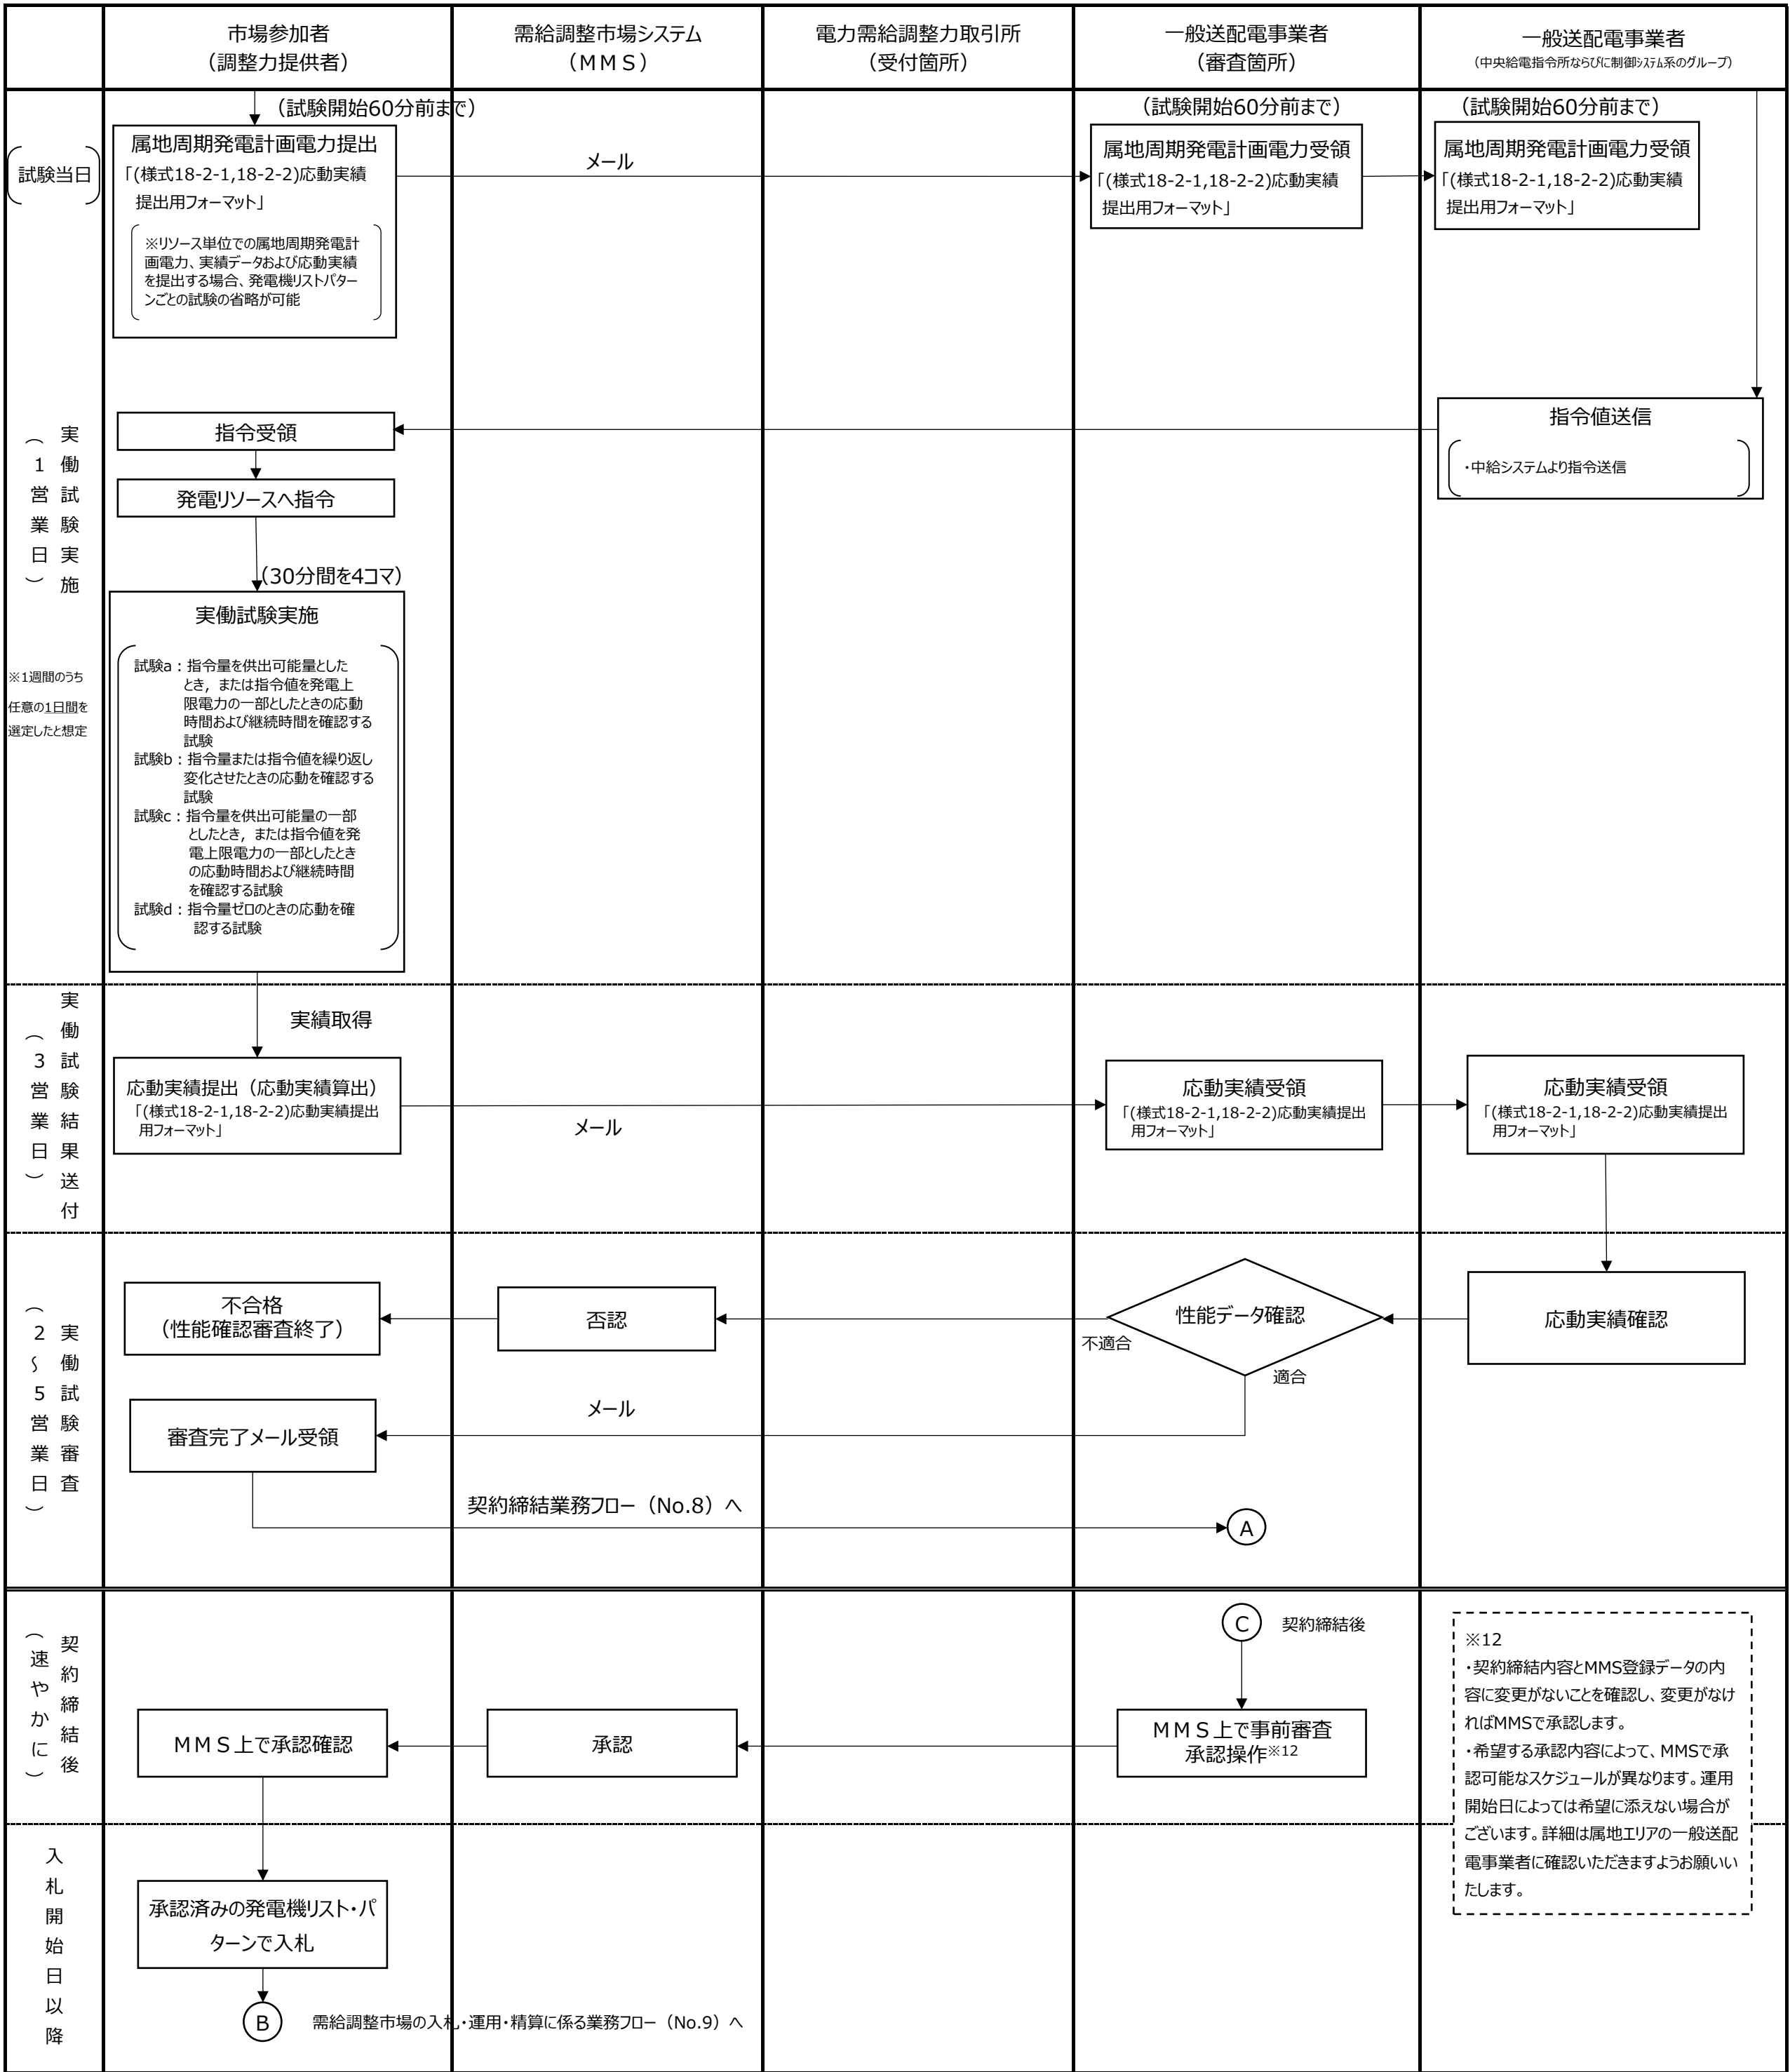 市場参加者
（調整力提供者）
需給調整市場システム
（ＭＭＳ）
電力需給調整力取引所
（受付箇所）
一般送配電事業者
（審査箇所）
一般送配電事業者
（中央給電指令所ならびに制御ｼｽﾃﾑ系のグループ）
試験当日
（試験開始60分前まで）
属地周期発電計画電力提出
「(様式18-2-1,18-2-2)応動実績
提出用フォーマット」
※リソース単位での属地周期発電計
画電力、実績データおよび応動実績
を提出する場合、発電機リストパター
ンごとの試験の省略が可能
メール
（試験開始60分前まで）
属地周期発電計画電力受領
「(様式18-2-1,18-2-2)応動実績
提出用フォーマット」
（試験開始60分前まで）
属地周期発電計画電力受領
「(様式18-2-1,18-2-2)応動実績
提出用フォーマット」
実働試験実施
（1営業日）
※1週間のうち
任意の1日間を
選定したと想定
指令値送信
・中給システムより指令送信
指令受領
発電リソースへ指令
（30分間を4コマ）
実働試験実施
試験a：指令量を供出可能量とした
とき，または指令値を発電上
限電力の一部としたときの応動
時間および継続時間を確認する
試験
試験b：指令量または指令値を繰り返し
変化させたときの応動を確認する
試験
試験c：指令量を供出可能量の一部
としたとき，または指令値を発
電上限電力の一部としたとき
の応動時間および継続時間
を確認する試験
試験d：指令量ゼロのときの応動を確
認する試験
実働試験結果送付
（3営業日）
実績取得
応動実績提出（応動実績算出）
「(様式18-2-1,18-2-2)応動実績提出
用フォーマット」
メール
応動実績受領
「(様式18-2-1,18-2-2)応動実績提出
用フォーマット」
応動実績受領
「(様式18-2-1,18-2-2)応動実績提出
用フォーマット」
実働試験審査
（2～5営業日）
不合格
（性能確認審査終了）
否認
性能データ確認
不適合
適合
応動実績確認
メール
審査完了メール受領
契約締結業務フロー（No.8）へ
A
契約締結後
（速やかに）
C
契約締結後
ＭＭＳ上で承認確認
承認
ＭＭＳ上で事前審査
承認操作※12
※12
・契約締結内容とMMS登録データの内
容に変更がないことを確認し、変更がなけ
ればMMSで承認します。
・希望する承認内容によって、MMSで承
認可能なスケジュールが異なります。運用
開始日によっては希望に添えない場合が
ございます。詳細は属地エリアの一般送配
電事業者に確認いただきますようお願いい
たします。
入札開始日以降
承認済みの発電機リスト・パ
ターンで入札
B
需給調整市場の入札・運用・精算に係る業務フロー（No.9）へ